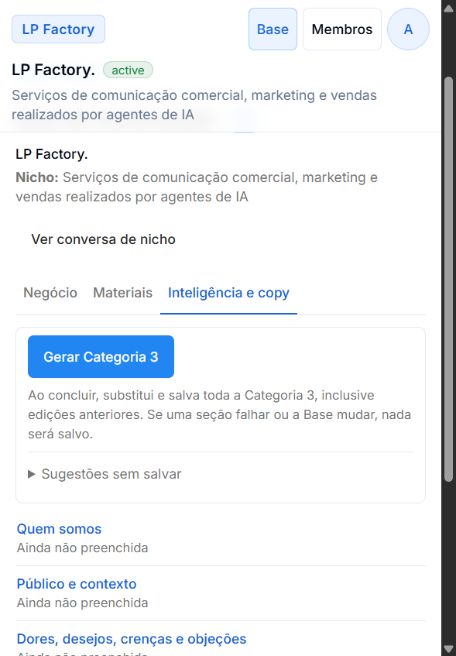 LP Factory
Base
Membros
A
LP Factory.
active
Serviços de comunicação comercial, marketing e vendas
realizados por agentes de IA
LP Factory.
Nicho: Serviços de comunicação comercial, marketing e
vendas realizados por agentes de IA
Ver conversa de nicho
Negócio
Materiais
Inteligência e copy
Gerar Categoria 3
Ao concluir, substitui e salva toda a Categoria 3, inclusive
edições anteriores. Se uma seção falhar ou a Base mudar, nada
será salvo.
Sugestões sem salvar
Quem somos
Ainda não preenchida
Público e contexto
Ainda não preenchida
Dores, desejos, crenças e objeções